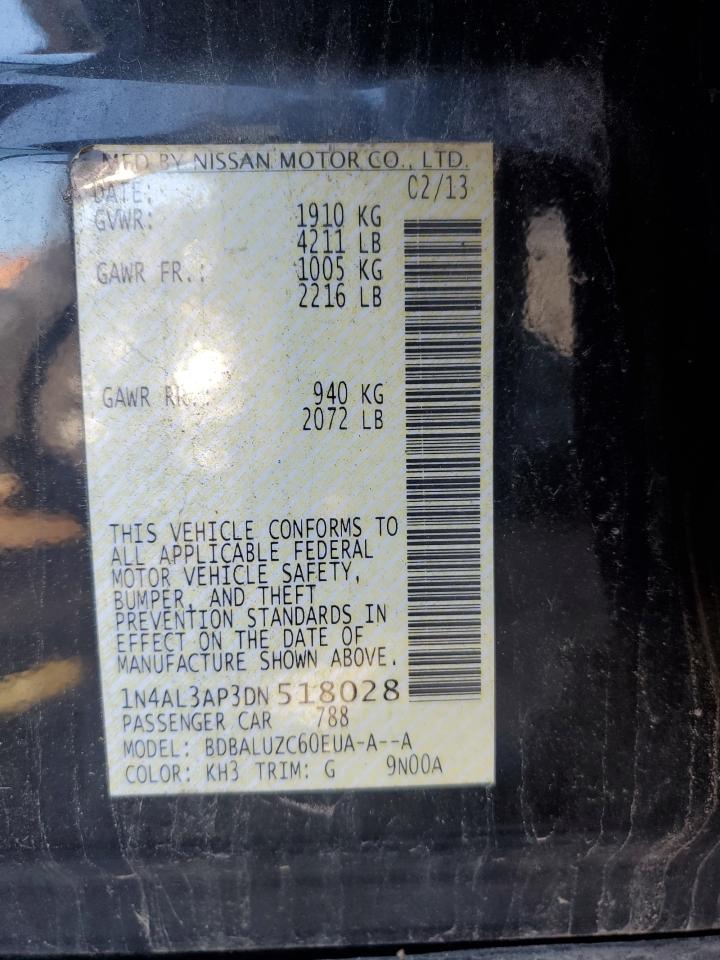 MFD BY NISSAN MOTOR CO., LTD.
DATE: 02/13
GVWR: 1910 KG
4211 LB
GAWR FR.: 1005 KG
2216 LB
GAWR RR.: 940 KG
2072 LB
THIS VEHICLE CONFORMS TO
ALL APPLICABLE FEDERAL
MOTOR VEHICLE SAFETY,
BUMPER, AND THEFT
PREVENTION STANDARDS IN
EFFECT ON THE DATE OF
MANUFACTURE SHOWN ABOVE.
1N4AL3AP3DN518028
PASSENGER CAR 788
MODEL: BDBALUZC60EUA-A--A
COLOR: KH3 TRIM: G 9N00A